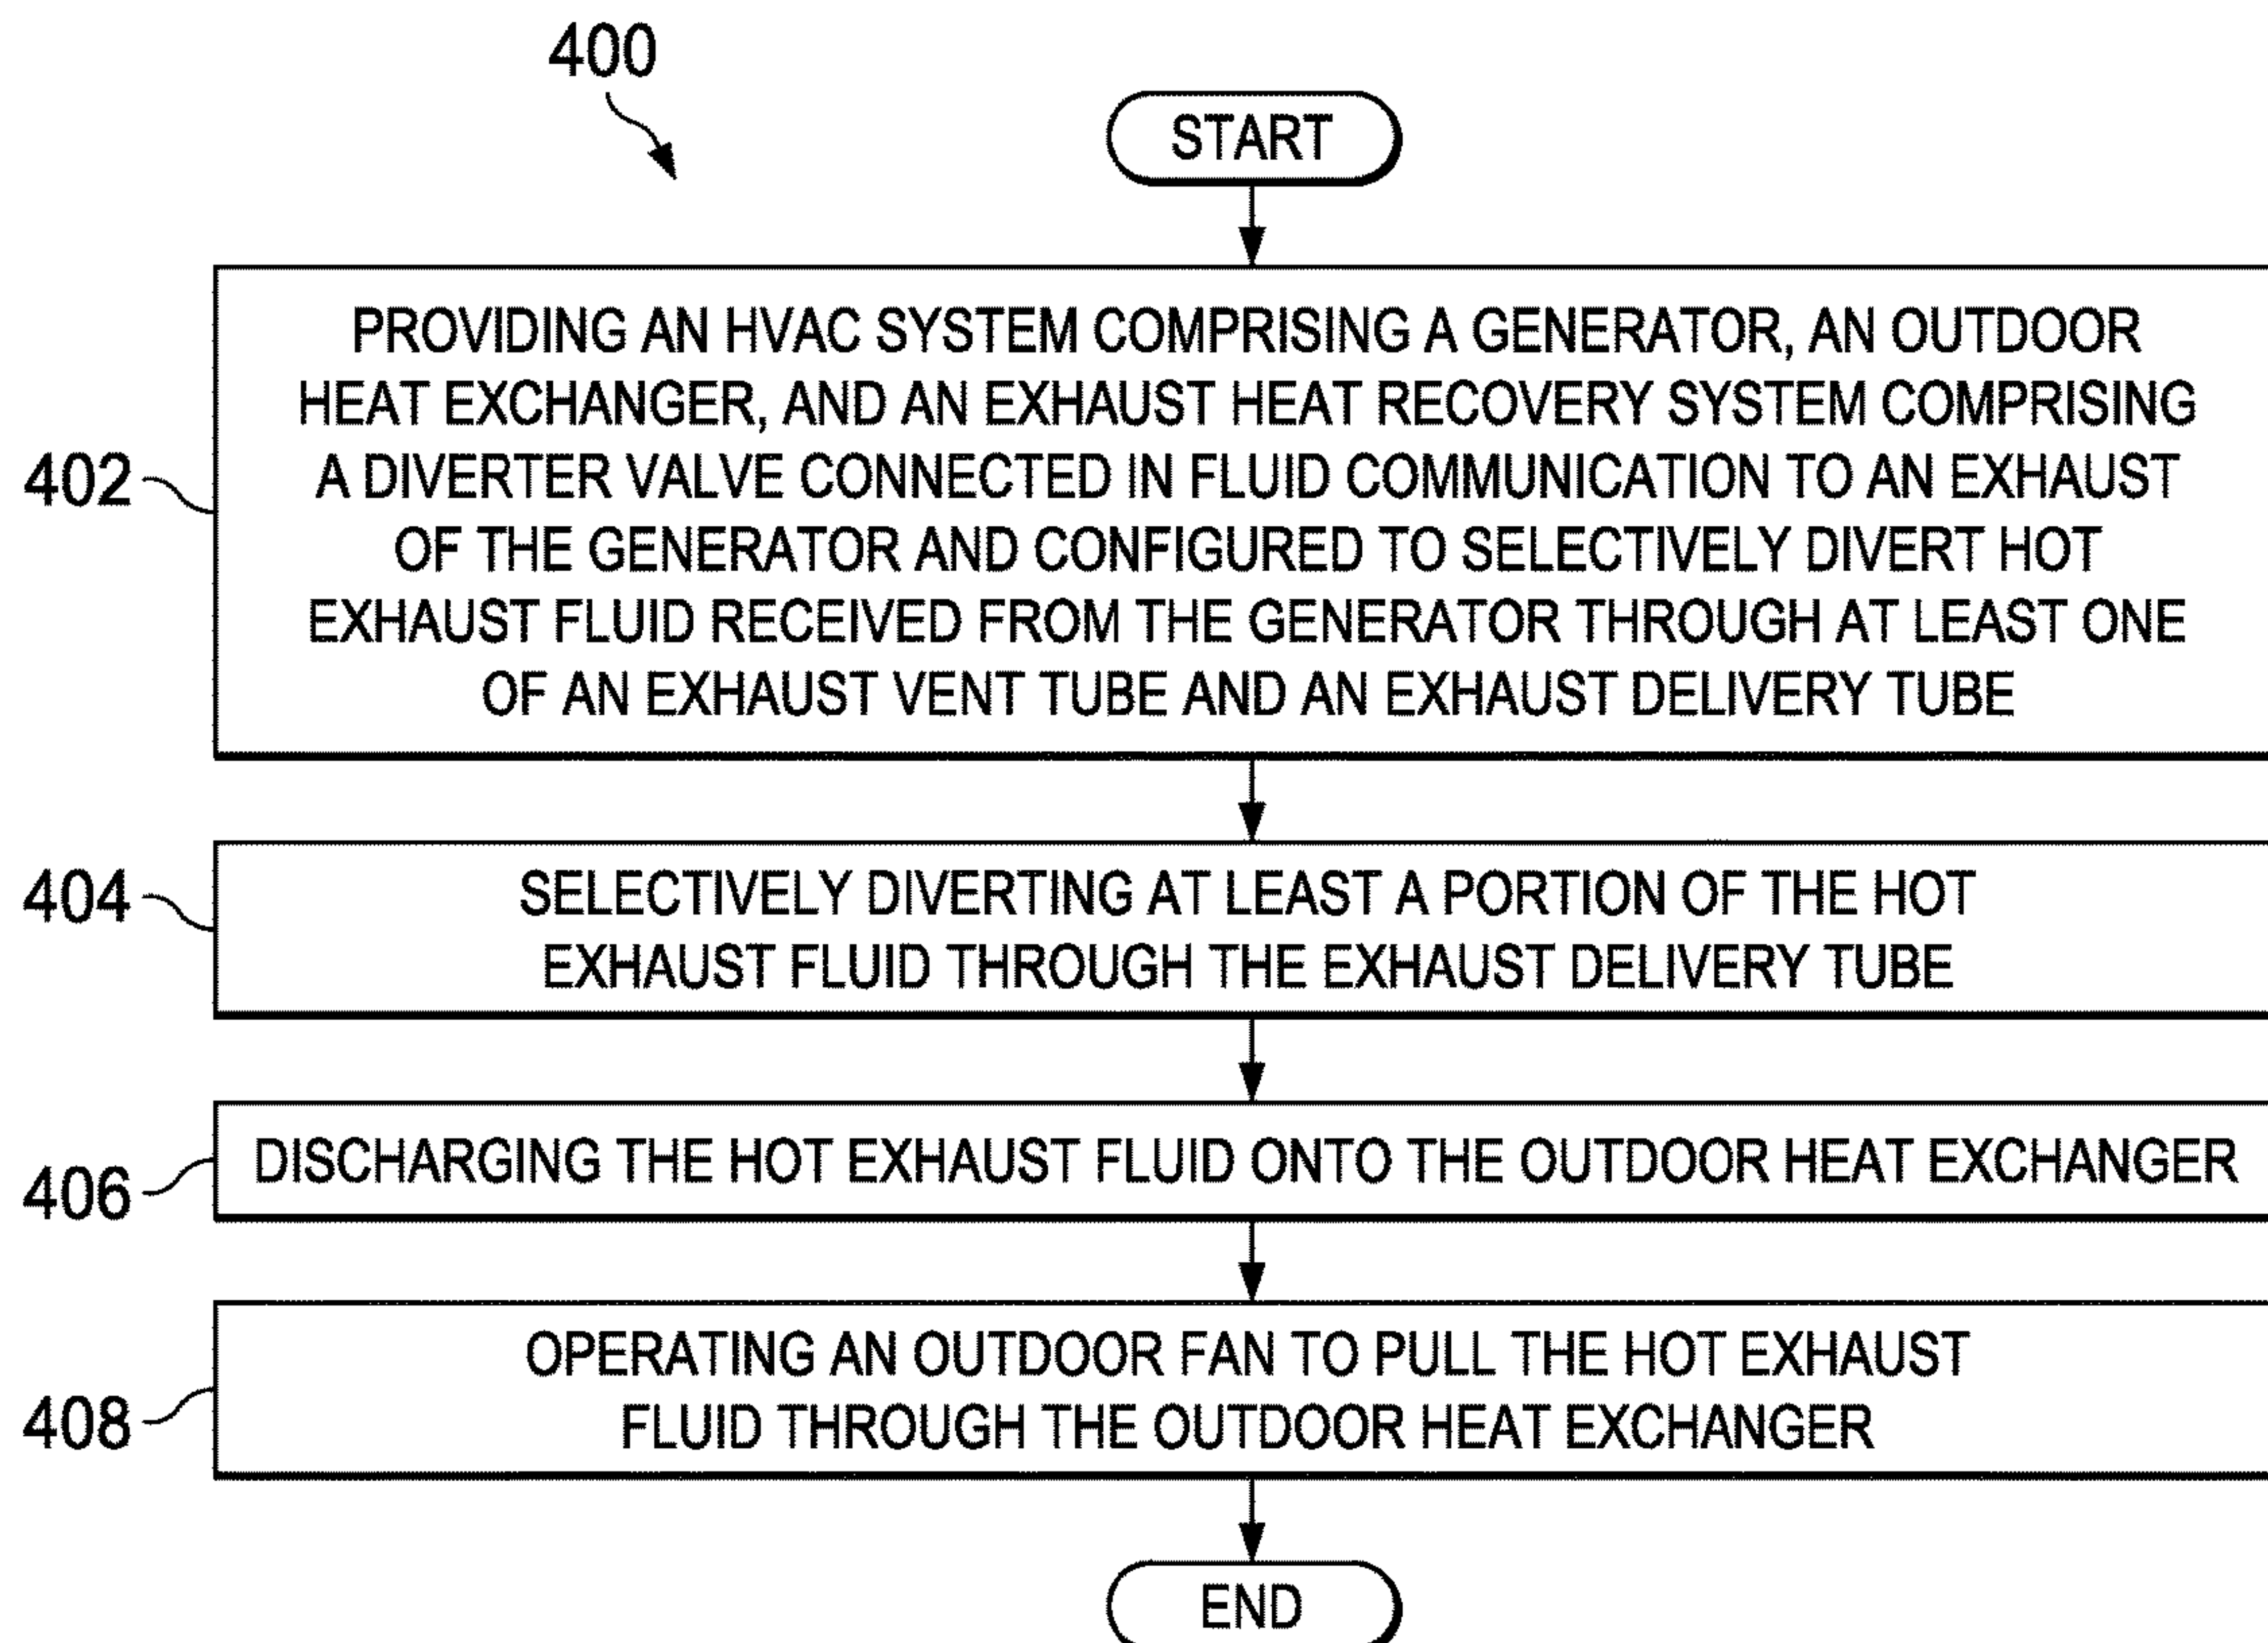 400
START
402
PROVIDING AN HVAC SYSTEM COMPRISING A GENERATOR, AN OUTDOOR
HEAT EXCHANGER, AND AN EXHAUST HEAT RECOVERY SYSTEM COMPRISING
A DIVERTER VALVE CONNECTED IN FLUID COMMUNICATION TO AN EXHAUST
OF THE GENERATOR AND CONFIGURED TO SELECTIVELY DIVERT HOT
EXHAUST FLUID RECEIVED FROM THE GENERATOR THROUGH AT LEAST ONE
OF AN EXHAUST VENT TUBE AND AN EXHAUST DELIVERY TUBE
404
SELECTIVELY DIVERTING AT LEAST A PORTION OF THE HOT
EXHAUST FLUID THROUGH THE EXHAUST DELIVERY TUBE
406
DISCHARGING THE HOT EXHAUST FLUID ONTO THE OUTDOOR HEAT EXCHANGER
408
OPERATING AN OUTDOOR FAN TO PULL THE HOT EXHAUST
FLUID THROUGH THE OUTDOOR HEAT EXCHANGER
END